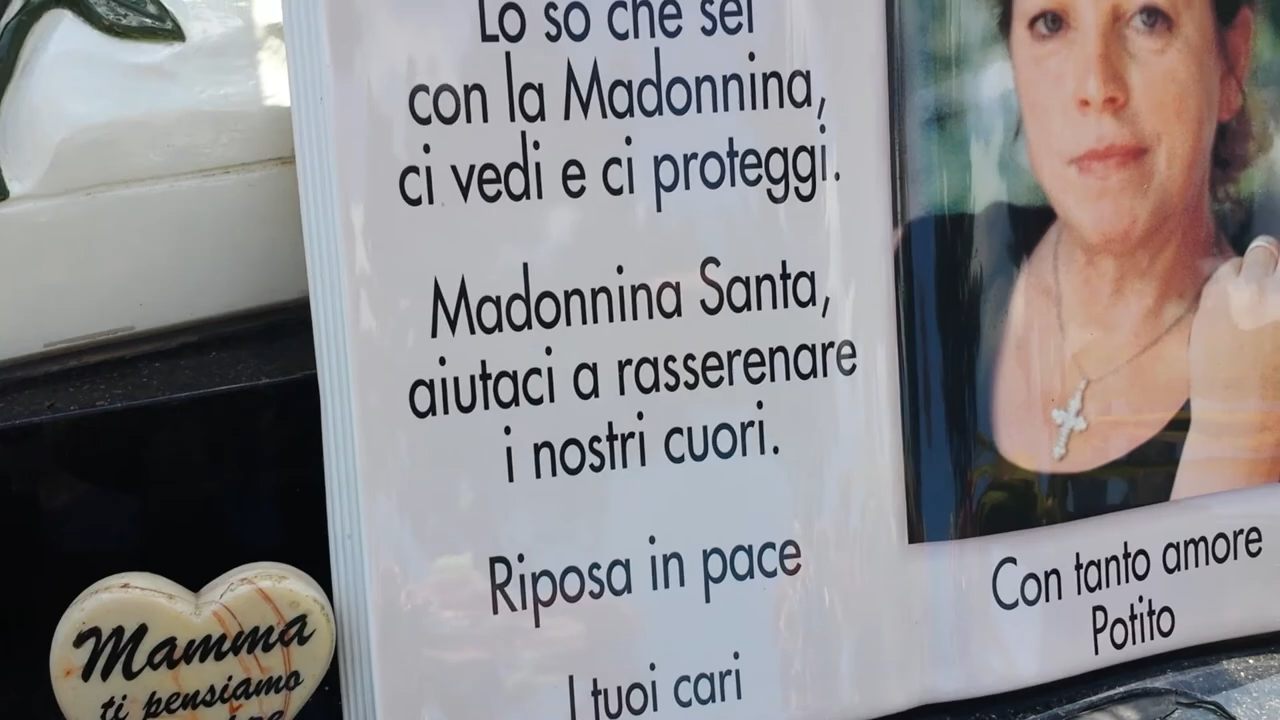 Lo so che sei
con la Madonnina,
ci vedi e ci proteggi.
Madonnina Santa,
aiutaci a rasserenare
i nostri cuori.
Riposa in pace
I tuoi cari
Con tanto amore
Potito
Mamma
ti pensiamo